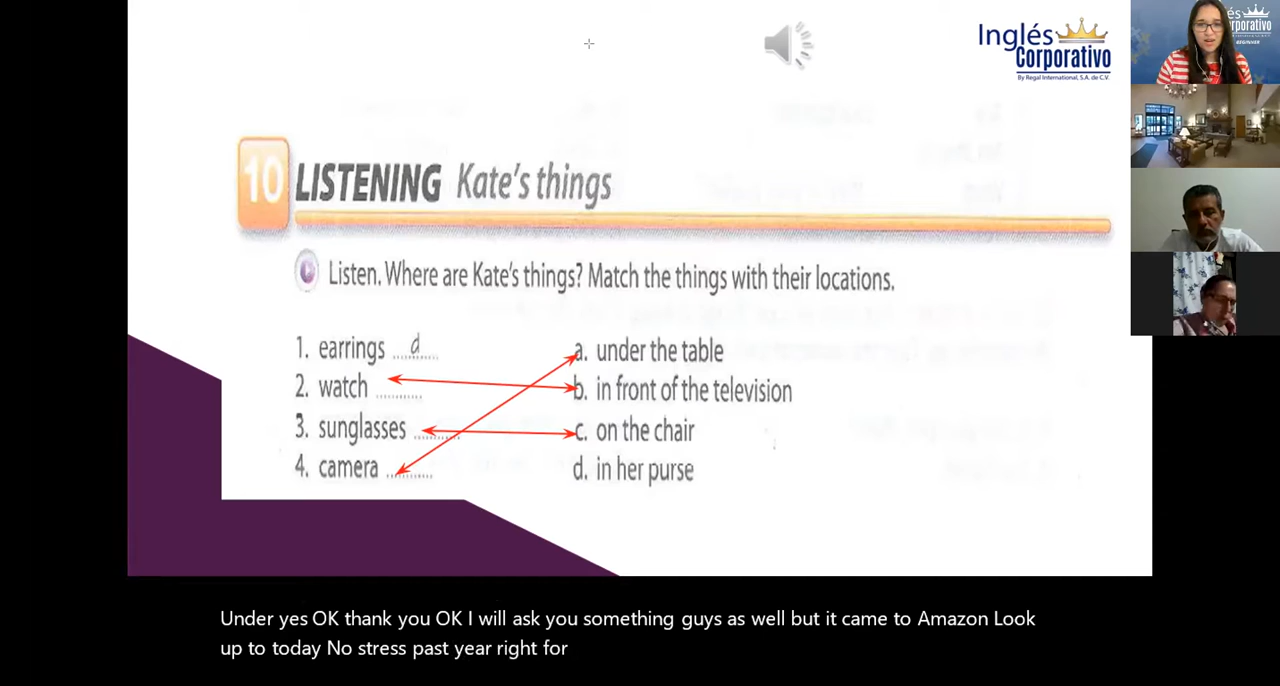 Inglés
Corporativo
By Regal International, S.A. de C.V.
és
rporativo
BEGINNER
10 LISTENING Kate's things
Listen. Where are Kate's things? Match the things with their locations.
1. earrings ....d....
2. watch ..........
3. sunglasses ..........
4. camera ..........
a. under the table
b. in front of the television
c. on the chair
d. in her purse
Under yes OK thank you OK I will ask you something guys as well but it came to Amazon Look
up to today No stress past year right for